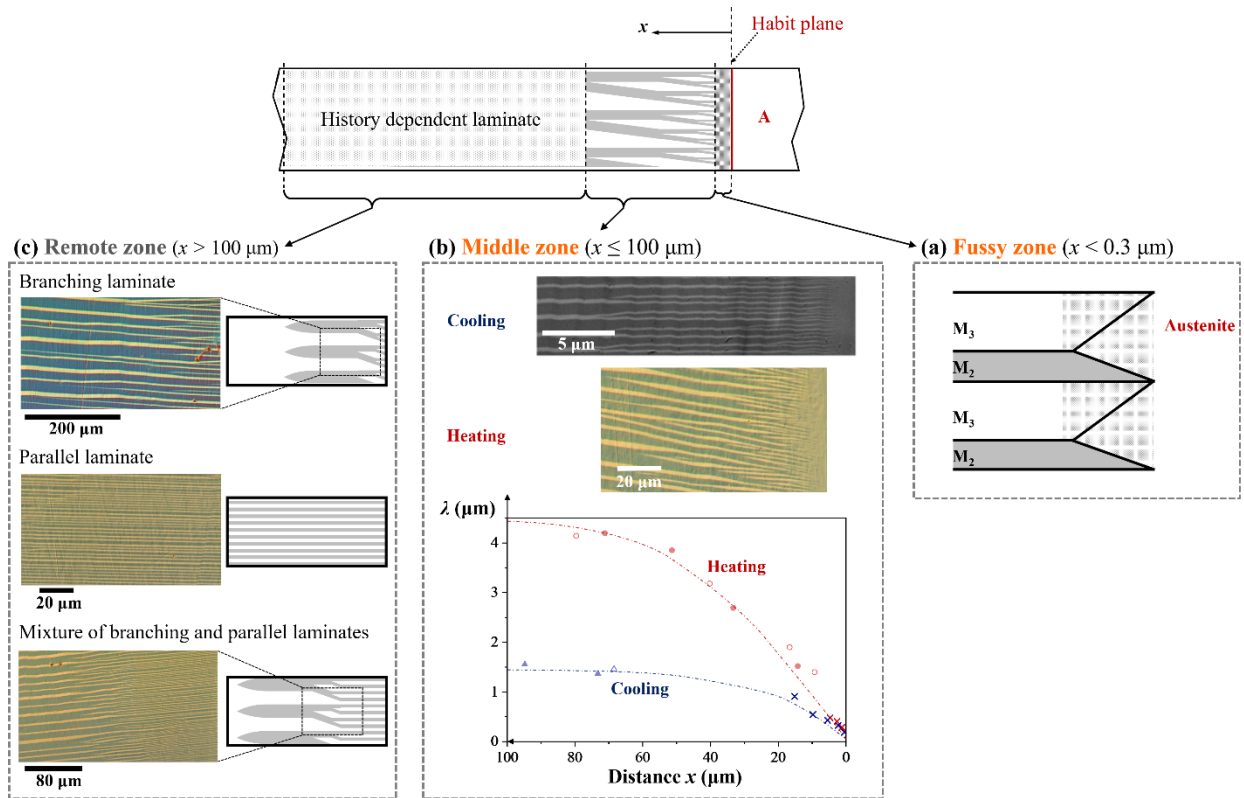 x
Habit plane
History dependent laminate
A
(c) Remote zone (x > 100 μm)
Branching laminate
200 μm
Parallel laminate
20 μm
Mixture of branching and parallel laminates
80 μm
(b) Middle zone (x ≤ 100 μm)
Cooling
5 μm
Heating
20 μm
λ (μm)
4
3
2
1
0
Heating
Cooling
100
80
60
40
20
0
Distance x (μm)
(a) Fussy zone (x < 0.3 μm)
M3
M2
M3
M2
Austenite